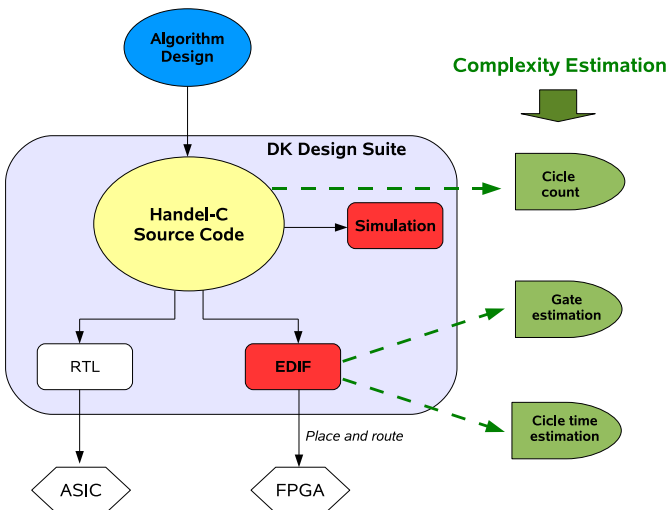 Algorithm
Design
Complexity Estimation
DK Design Suite
Cicle
count
Handel-C
Source Code
Simulation
Gate
estimation
RTL
EDIF
Cicle time
estimation
Place and route
ASIC
FPGA